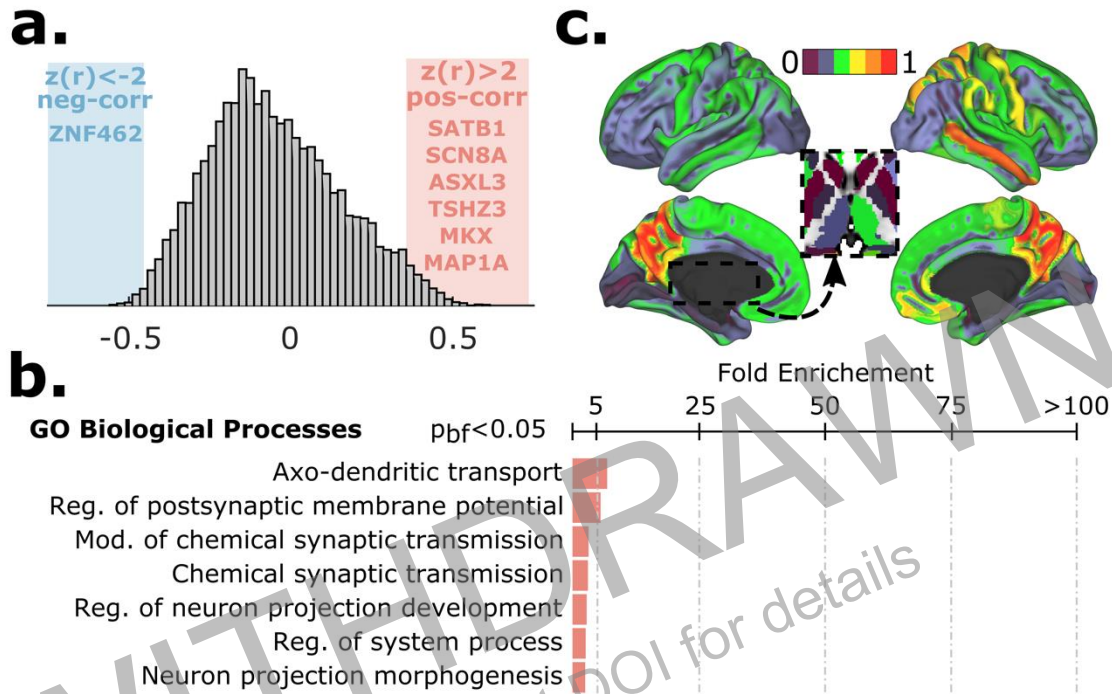 a.
z(r)<-2
neg-corr
ZNF462
z(r)>2
pos-corr
SATB1
SCN8A
ASXL3
TSHZ3
MKX
MAP1A
-0.5 0 0.5
c.
0 1
b.
Fold Enrichement
GO Biological Processes pbf<0.05
5 25 50 75 >100
Axo-dendritic transport
Reg. of postsynaptic membrane potential
Mod. of chemical synaptic transmission
Chemical synaptic transmission
Reg. of neuron projection development
Reg. of system process
Neuron projection morphogenesis
WITHDRAWN
DOI for details